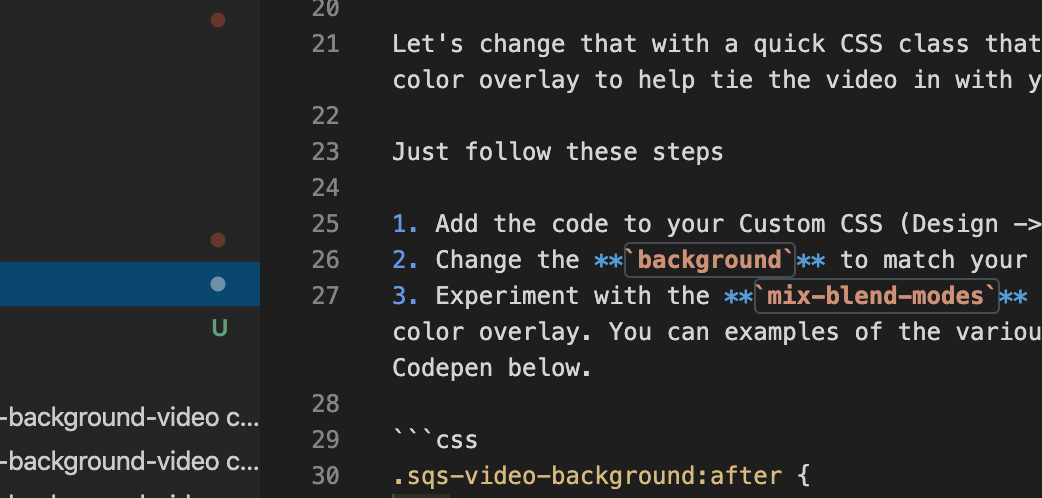 20
21 Let's change that with a quick CSS class that
color overlay to help tie the video in with y
22
23 Just follow these steps
24
25 1. Add the code to your Custom CSS (Design ->
26 2. Change the **`background`** to match your
27 3. Experiment with the **`mix-blend-modes`**
color overlay. You can examples of the variou
Codepen below.
28
29 ```css
30 .sqs-video-background:after {
U
-background-video c...
-background-video c...